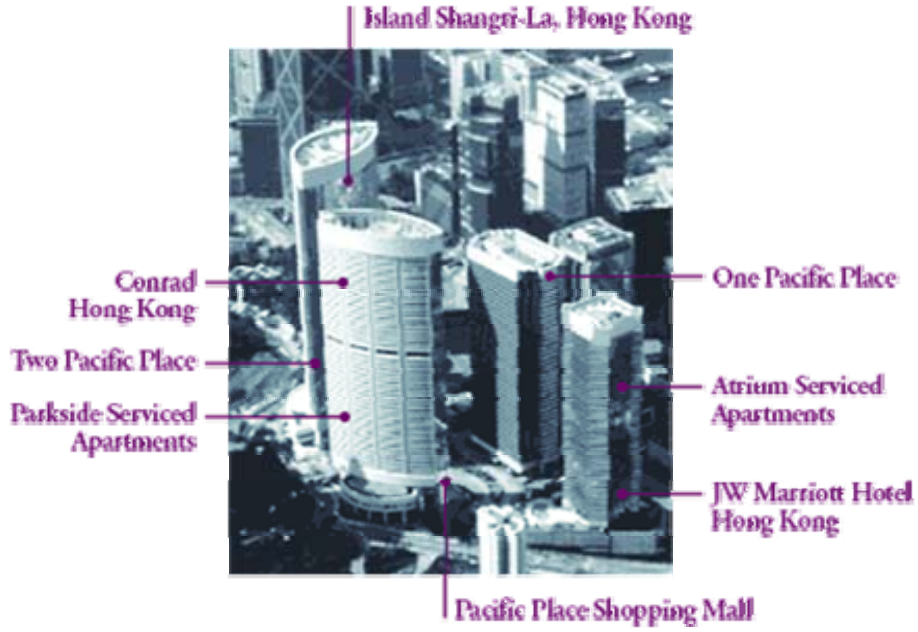 Island Shangri-La, Hong Kong
Conrad
Hong Kong
One Pacific Place
Two Pacific Place
Parkside Serviced
Apartments
Atrium Serviced
Apartments
JW Marriott Hotel
Hong Kong
Pacific Place Shopping Mall